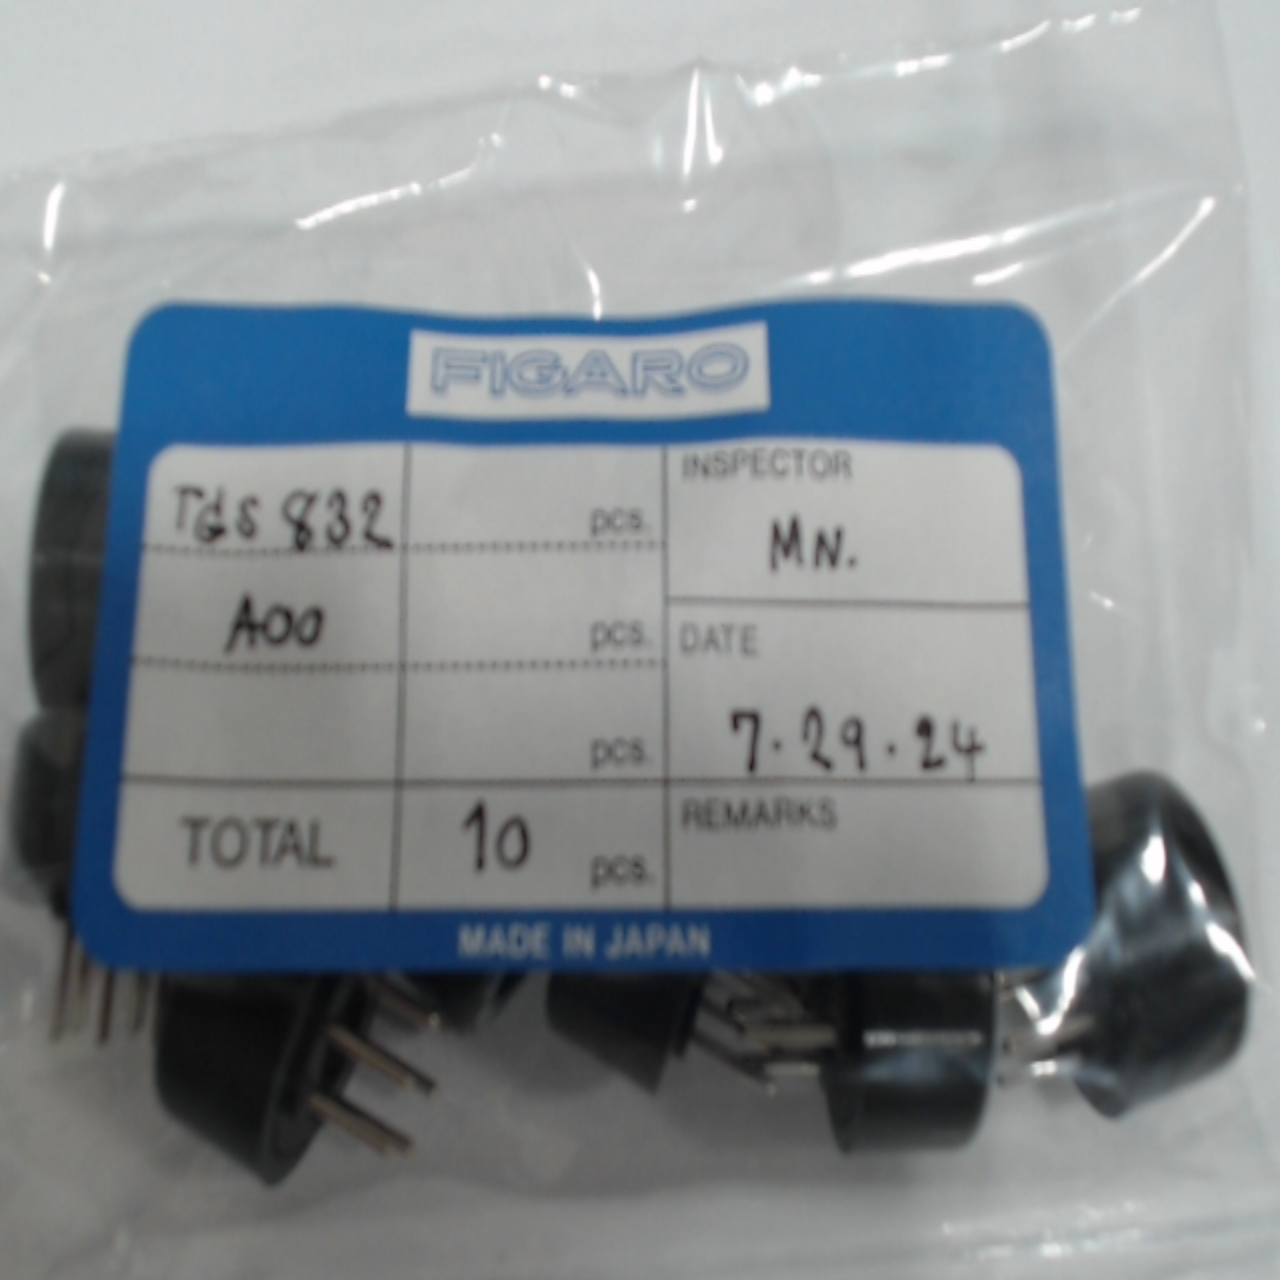 FIGARO
TGS 832
pcs.
INSPECTOR
MN.
A00
pcs.
DATE
7.29.24
pcs.
TOTAL
10 pcs.
REMARKS
MADE IN JAPAN